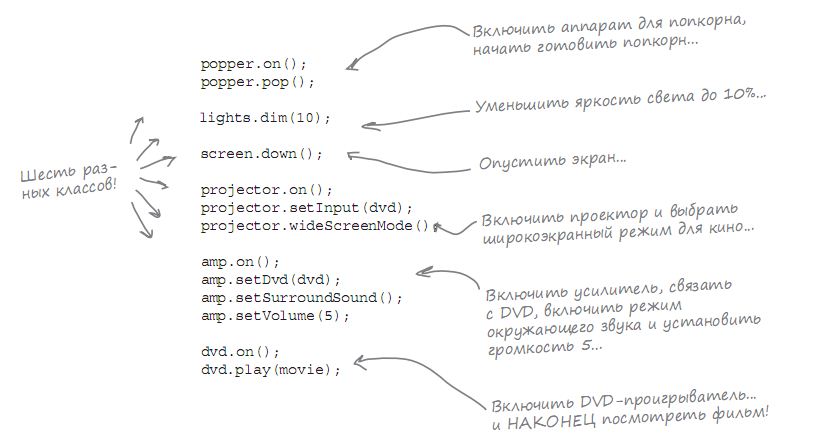 Включить аппарат для попкорна,
начать готовить попкорн...
popper.on();
popper.pop();
Уменьшить яркость света до 10%...
lights.dim(10);
Шесть раз-
ных классов!
screen.down();
Опустить экран...
projector.on();
projector.setInput(dvd);
projector.wideScreenMode()
Включить проектор и выбрать
широкоэкранный режим для кино...
amp.on();
amp.setDvd(dvd);
amp.setSurroundSound();
amp.setVolume(5);
Включить усилитель, связать
с DVD, включить режим
окружающего звука и установить
громкость 5...
dvd.on();
dvd.play(movie);
Включить DVD-проигрыватель...
и НАКОНЕЦ посмотреть фильм!